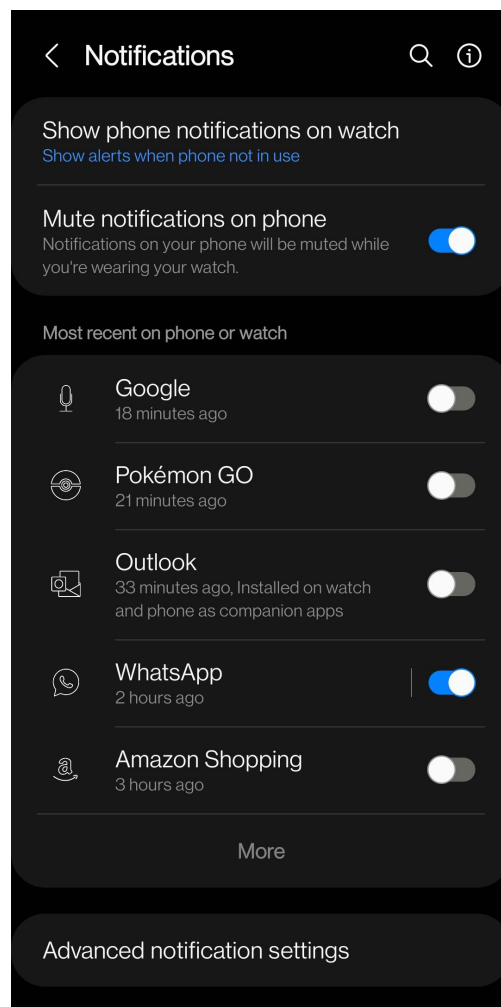 Notifications
Show phone notifications on watch
Show alerts when phone not in use
Mute notifications on phone
Notifications on your phone will be muted while
you're wearing your watch.
Most recent on phone or watch
Google
18 minutes ago
Pokémon GO
21 minutes ago
Outlook
33 minutes ago, Installed on watch
and phone as companion apps
WhatsApp
2 hours ago
Amazon Shopping
3 hours ago
More
Advanced notification settings